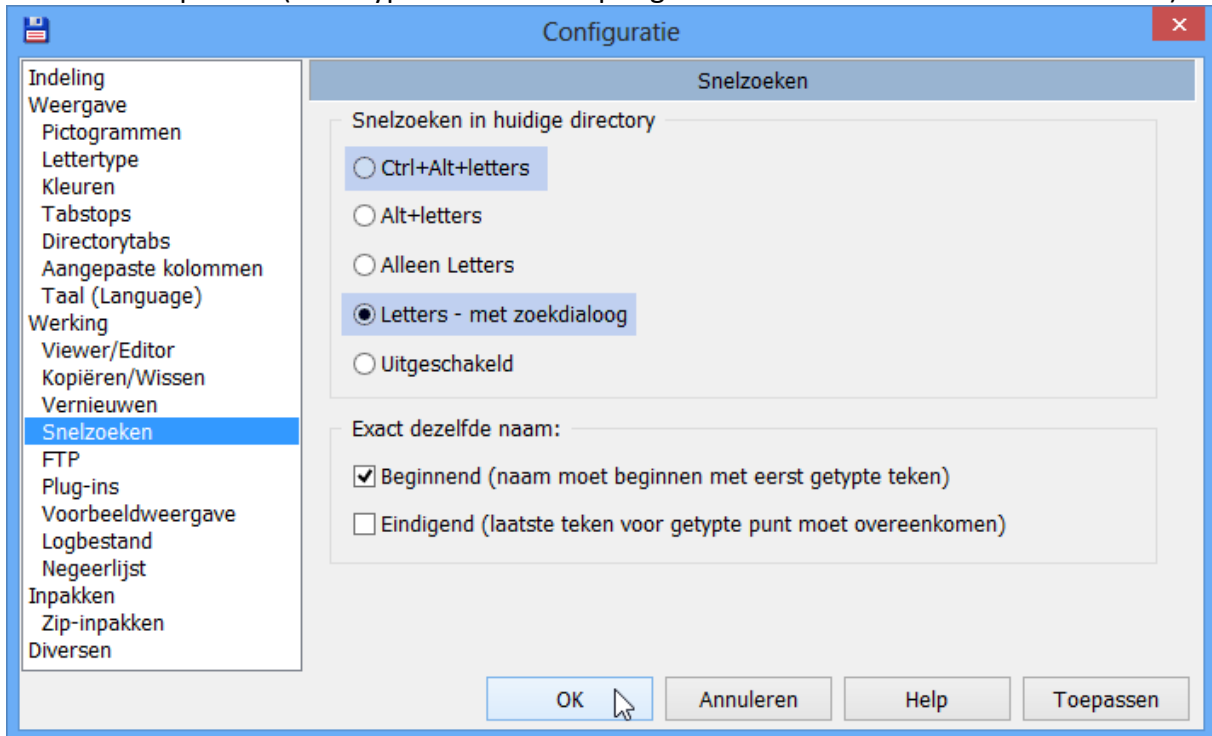 Configuratie
Indeling
Weergave
Pictogrammen
Lettertype
Kleuren
Tabstops
Directorytabs
Aangepaste kolommen
Taal (Language)
Werking
Viewer/Editor
Kopiëren/Wissen
Vernieuwen
Snelzoeken
FTP
Plug-ins
Voorbeeldweergave
Logbestand
Negeerlijst
Inpakken
Zip-inpakken
Diversen
Snelzoeken
Snelzoeken in huidige directory
Ctrl+Alt+letters
Alt+letters
Alleen Letters
Letters - met zoekdialoog
Uitgeschakeld
Exact dezelfde naam:
Beginnend (naam moet beginnen met eerst getypte teken)
Eindigend (laatste teken voor getypte punt moet overeenkomen)
OK
Annuleren
Help
Toepassen